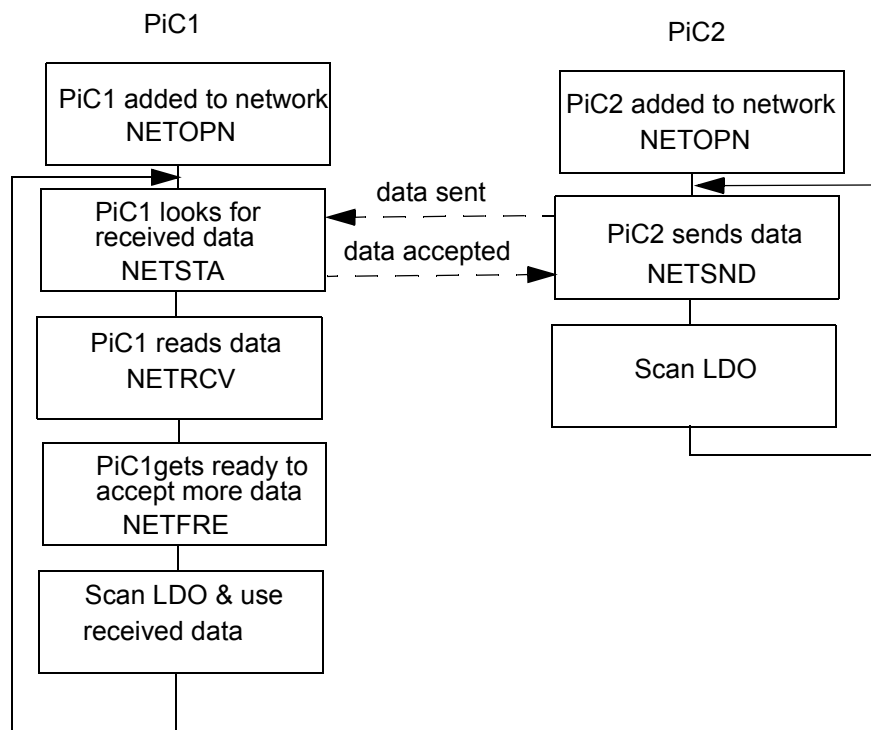 PiC1
PiC1 added to network
NETOPN
PiC1 looks for
received data
NETSTA
PiC1 reads data
NETRCV
PiC1gets ready to
accept more data
NETFRE
Scan LDO & use
received data
data sent
data accepted
PiC2
PiC2 added to network
NETOPN
PiC2 sends data
NETSND
Scan LDO